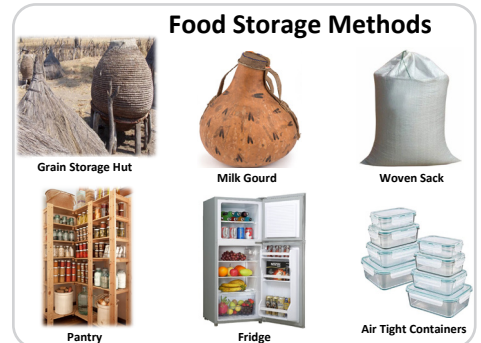 Food Storage Methods
Grain Storage Hut
Milk Gourd
Woven Sack
Pantry
Fridge
Air Tight Containers